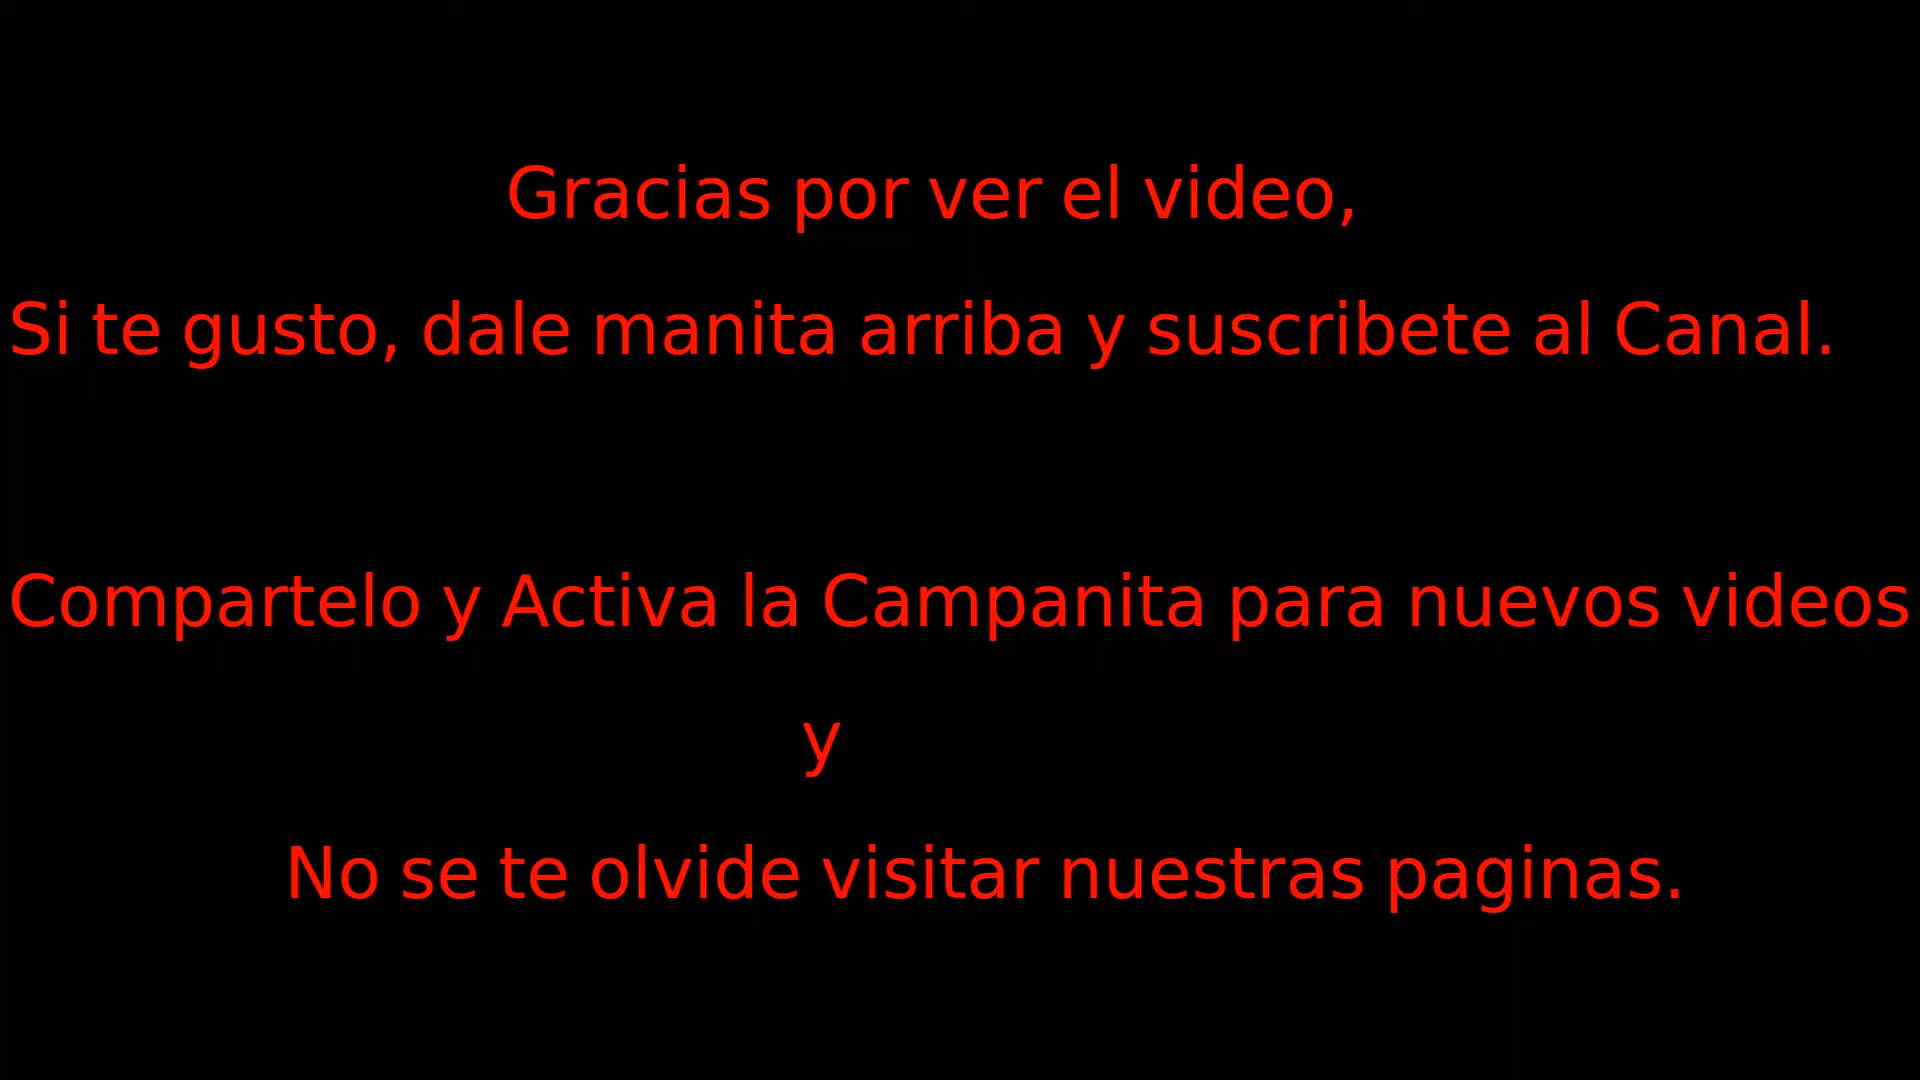 Gracias por ver el video,
Si te gusto, dale manita arriba y suscribete al Canal.
Compartelo y Activa la Campanita para nuevos videos
y
No se te olvide visitar nuestras paginas.